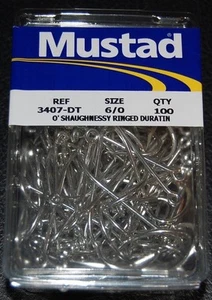 Mustad
REF SIZE QTY
3407-DT 6/0 100
O'SHAUGHNESSY RINGED DURATIN